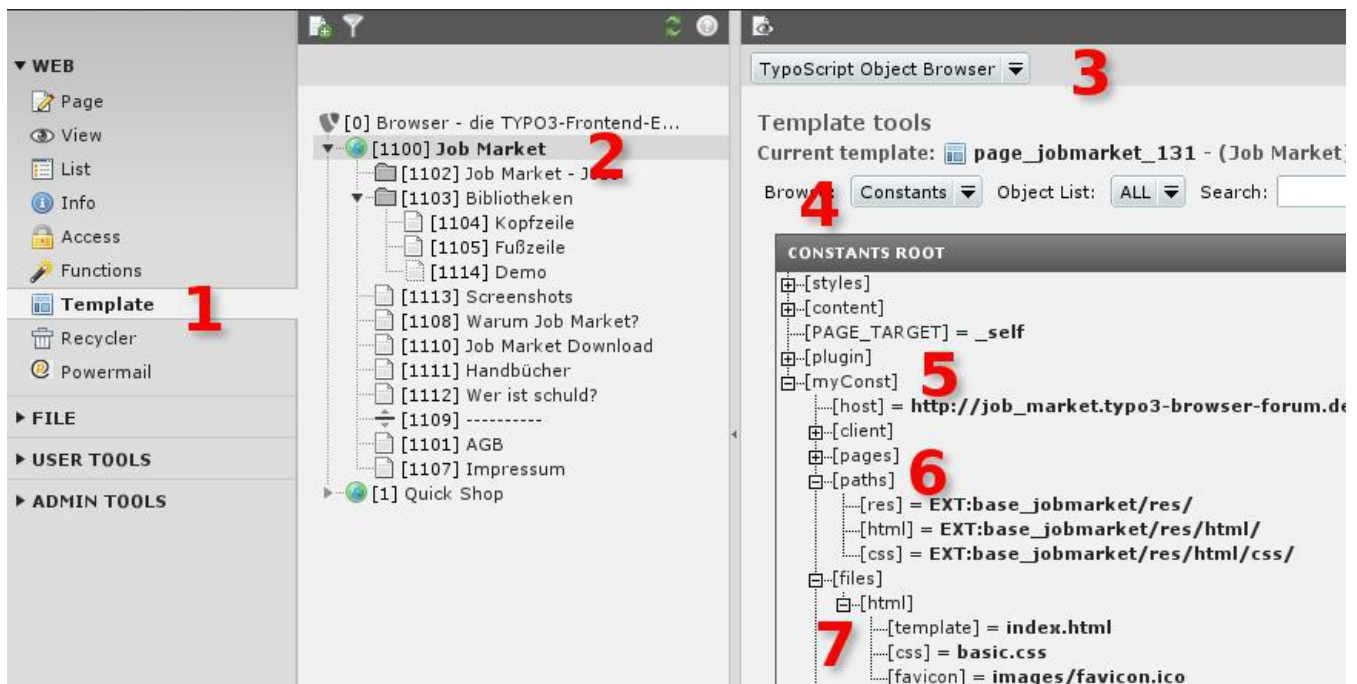 WEB
Page
View
List
Info
Access
Functions
Template
1
Recycler
Powermail
FILE
USER TOOLS
ADMIN TOOLS
[0] Browser - die TYPO3-Frontend-E...
[1100] Job Market
2
[1102] Job Market -
[1103] Bibliotheken
[1104] Kopfzeile
[1105] Fußzeile
[1114] Demo
[1113] Screenshots
[1108] Warum Job Market?
[1110] Job Market Download
[1111] Handbücher
[1112] Wer ist schuld?
[1109] ----------
[1101] AGB
[1107] Impressum
[1] Quick Shop
TypoScript Object Browser
3
Template tools
Current template: page_jobmarket_131 - (Job Market)
Browse: Constants Object List: ALL Search:
4
CONSTANTS ROOT
[styles]
[content]
[PAGE_TARGET] = _self
[plugin]
[myConst]
5
[host] = http://job_market.typo3-browser-forum.de
[client]
[pages]
[paths]
6
[res] = EXT:base_jobmarket/res/
[html] = EXT:base_jobmarket/res/html/
[css] = EXT:base_jobmarket/res/html/css/
[files]
[html]
7
[template] = index.html
[css] = basic.css
[favicon] = images/favicon.ico